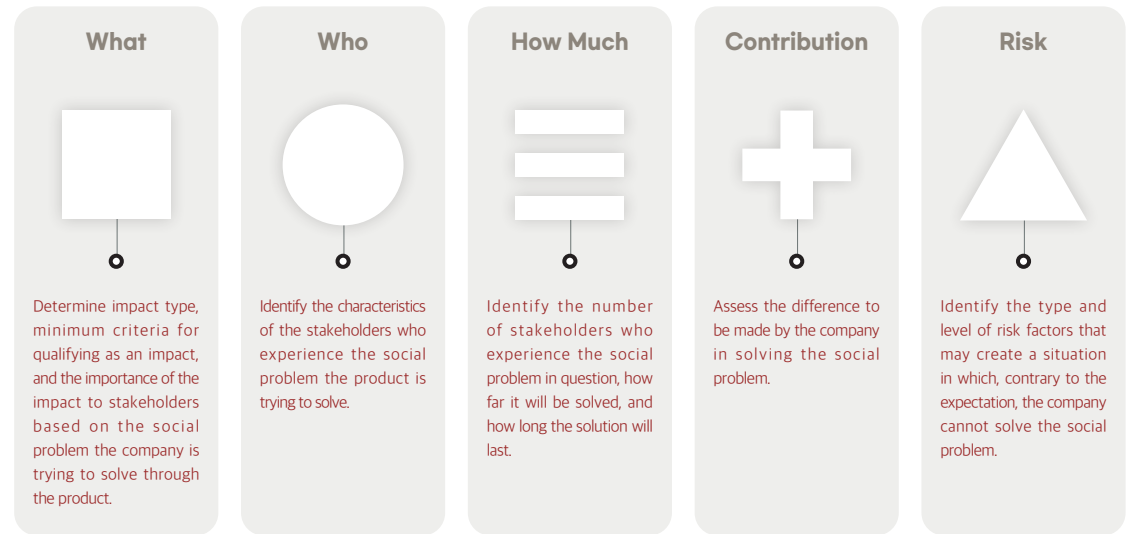 What
Determine impact type,
minimum criteria for
qualifying as an impact,
and the importance of the
impact to stakeholders
based on the social
problem the company is
trying to solve through
the product.
Who
Identify the characteristics
of the stakeholders who
experience the social
problem the product is
trying to solve.
How Much
Identify the number
of stakeholders who
experience the social
problem in question, how
far it will be solved, and
how long the solution will
last.
Contribution
Assess the difference to
be made by the company
in solving the social
problem.
Risk
Identify the type and
level of risk factors that
may create a situation
in which, contrary to the
expectation, the company
cannot solve the social
problem.